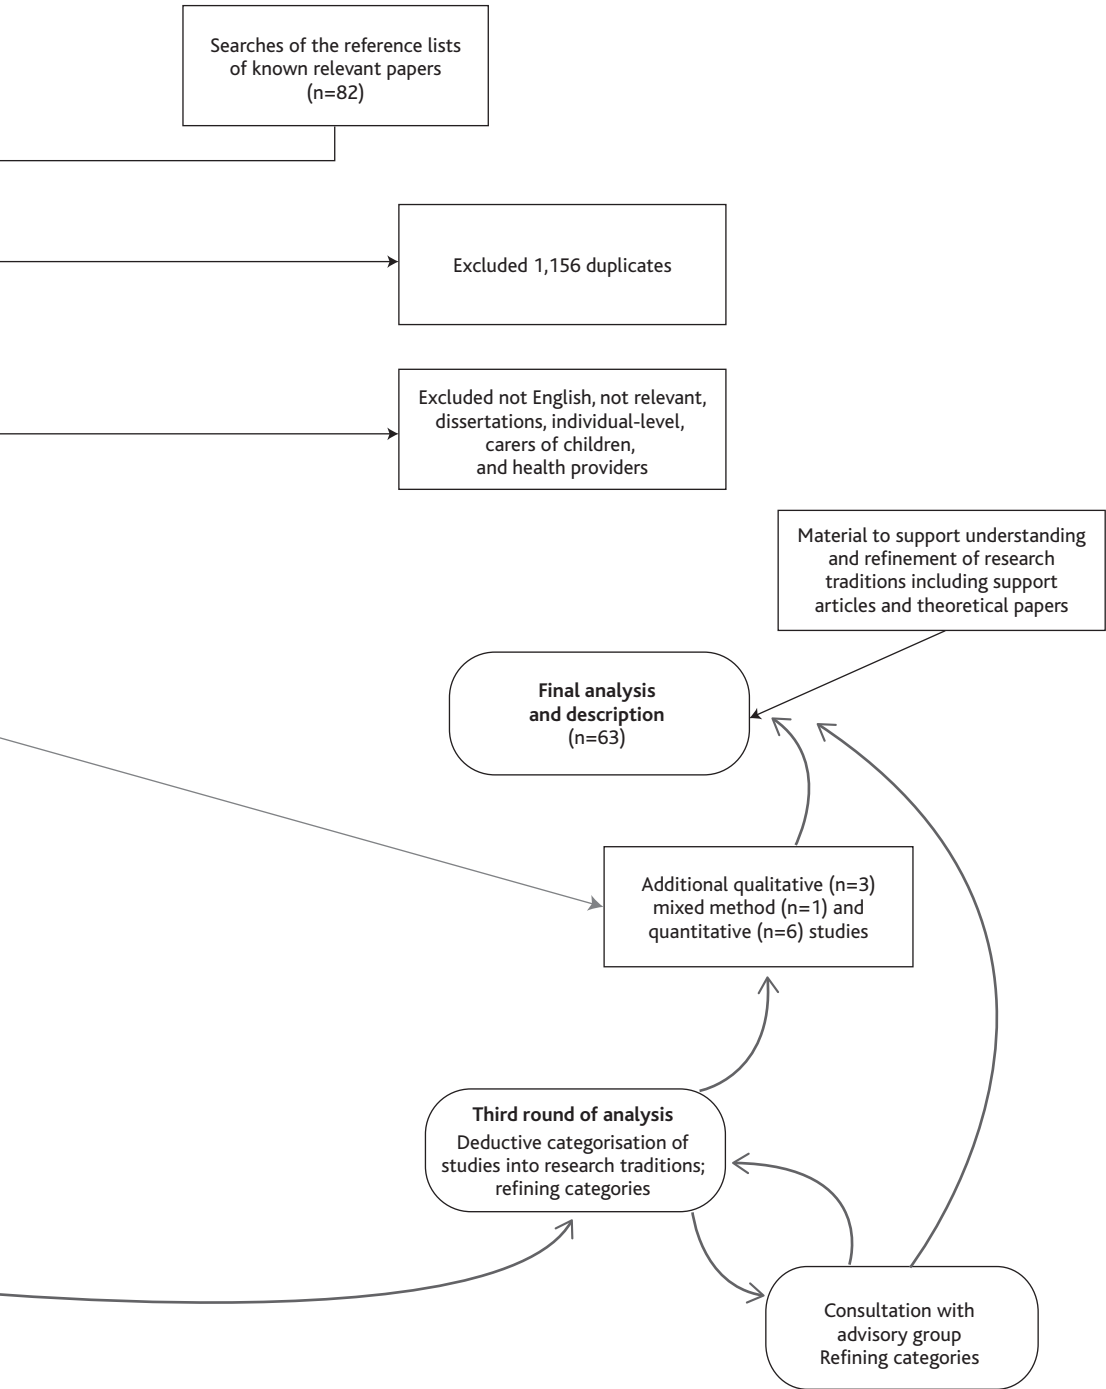 Searches of the reference lists
of known relevant papers
(n=82)
Excluded 1,156 duplicates
Excluded not English, not relevant,
dissertations, individual-level,
carers of children,
and health providers
Material to support understanding
and refinement of research
traditions including support
articles and theoretical papers
Final analysis
and description
(n=63)
Additional qualitative (n=3)
mixed method (n=1) and
quantitative (n=6) studies
Third round of analysis
Deductive categorisation of
studies into research traditions;
refining categories
Consultation with
advisory group
Refining categories